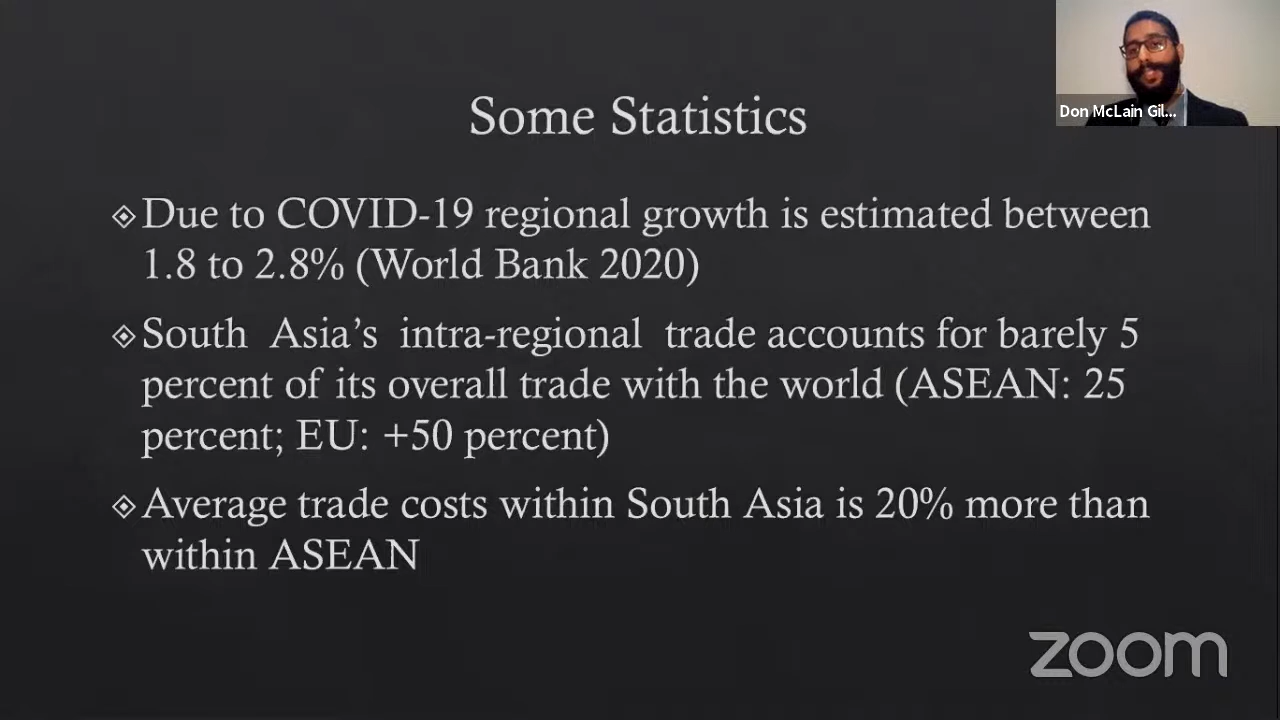 Don McLain Gil...
Some Statistics
Due to COVID-19 regional growth is estimated between
1.8 to 2.8% (World Bank 2020)
South Asia’s intra-regional trade accounts for barely 5
percent of its overall trade with the world (ASEAN: 25
percent; EU: +50 percent)
Average trade costs within South Asia is 20% more than
within ASEAN
zoom